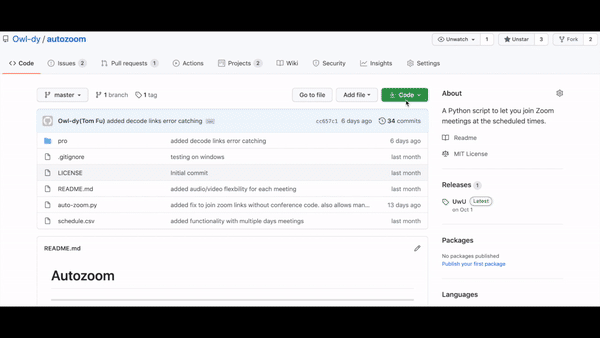 Owl-dy / autozoom
Unwatch 1 Unstar 3 Fork 2
Code Issues 2 Pull requests 1 Actions Projects 2 Wiki Security Insights Settings
master 1 branch 1 tag Go to file Add file Code
Owl-dy(Tom Fu) added decode links error catching ... cc657c1 6 days ago 34 commits
pro added decode links error catching 6 days ago
.gitignore testing on windows last month
LICENSE Initial commit last month
README.md added audio/video flexbility for each meeting last month
auto-zoom.py added fix to join zoom links without conference code. also allows man... 13 days ago
schedule.csv added functionality with multiple days meetings last month
README.md
Autozoom
About
A Python script to let you join Zoom
meetings at the scheduled times.
Readme
MIT License
Releases 1
UwU Latest
on Oct 1
Packages
No packages published
Publish your first package
Languages